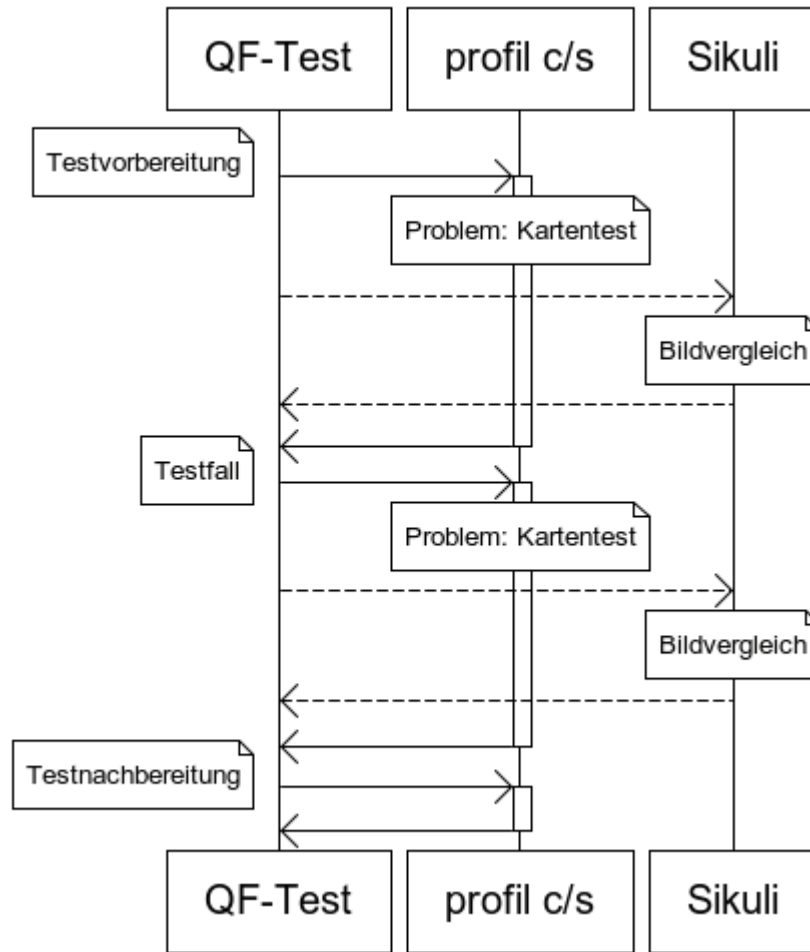 QF-Test
profil c/s
Sikuli
Testvorbereitung
Problem: Kartentest
Bildvergleich
Testfall
Problem: Kartentest
Bildvergleich
Testnachbereitung
QF-Test
profil c/s
Sikuli